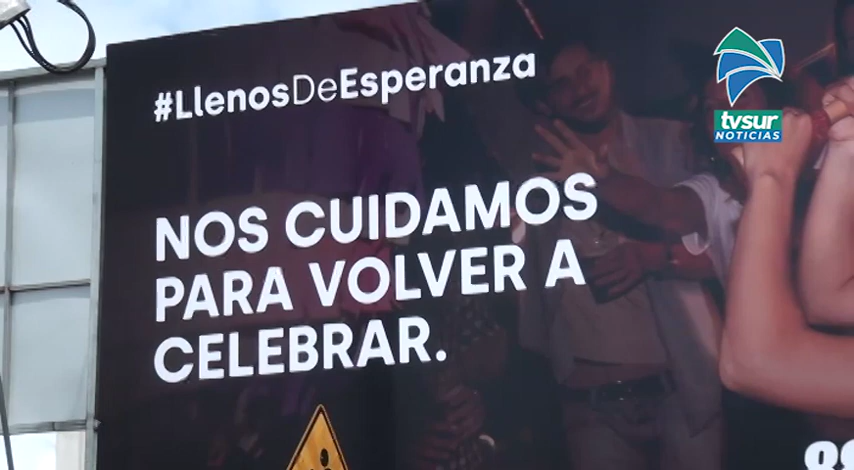 #LlenosDeEsperanza
tvsur
NOTICIAS
NOS CUIDAMOS
PARA VOLVER A
CELEBRAR.